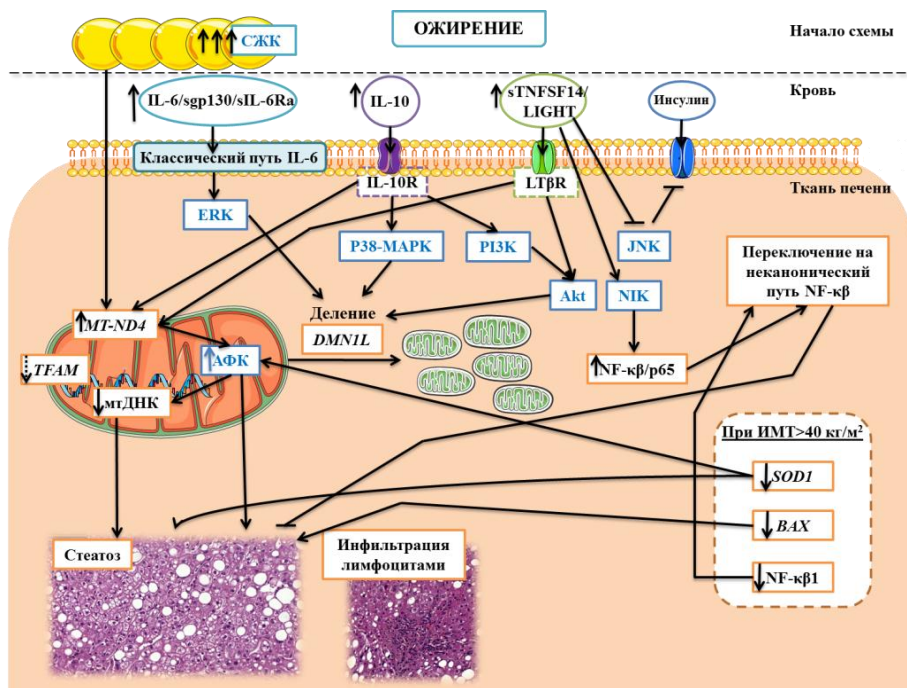 ОЖИРЕНИЕ
Начало схемы
СЖК
Кровь
IL-6/sgp130/sIL-6Ra
IL-10
sTNFSF14/
LIGHT
Инсулин
Классический путь IL-6
IL-10R
LTβR
Ткань печени
ERK
P38-MAPK
PI3K
JNK
Переключение на
неканонический
путь NF-κβ
Akt
NIK
MT-ND4
Деление
DMN1L
АФК
NF-κβ/p65
TFAM
мтДНК
При ИМТ>40 кг/м²
SOD1
BAX
NF-κβ1
Стеатоз
Инфильтрация
лимфоцитами